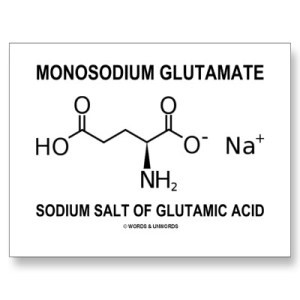 MONOSODIUM GLUTAMATE
O O
HO O⁻ Na⁺
NH₂
SODIUM SALT OF GLUTAMIC ACID
© WORDS & UNWORDS